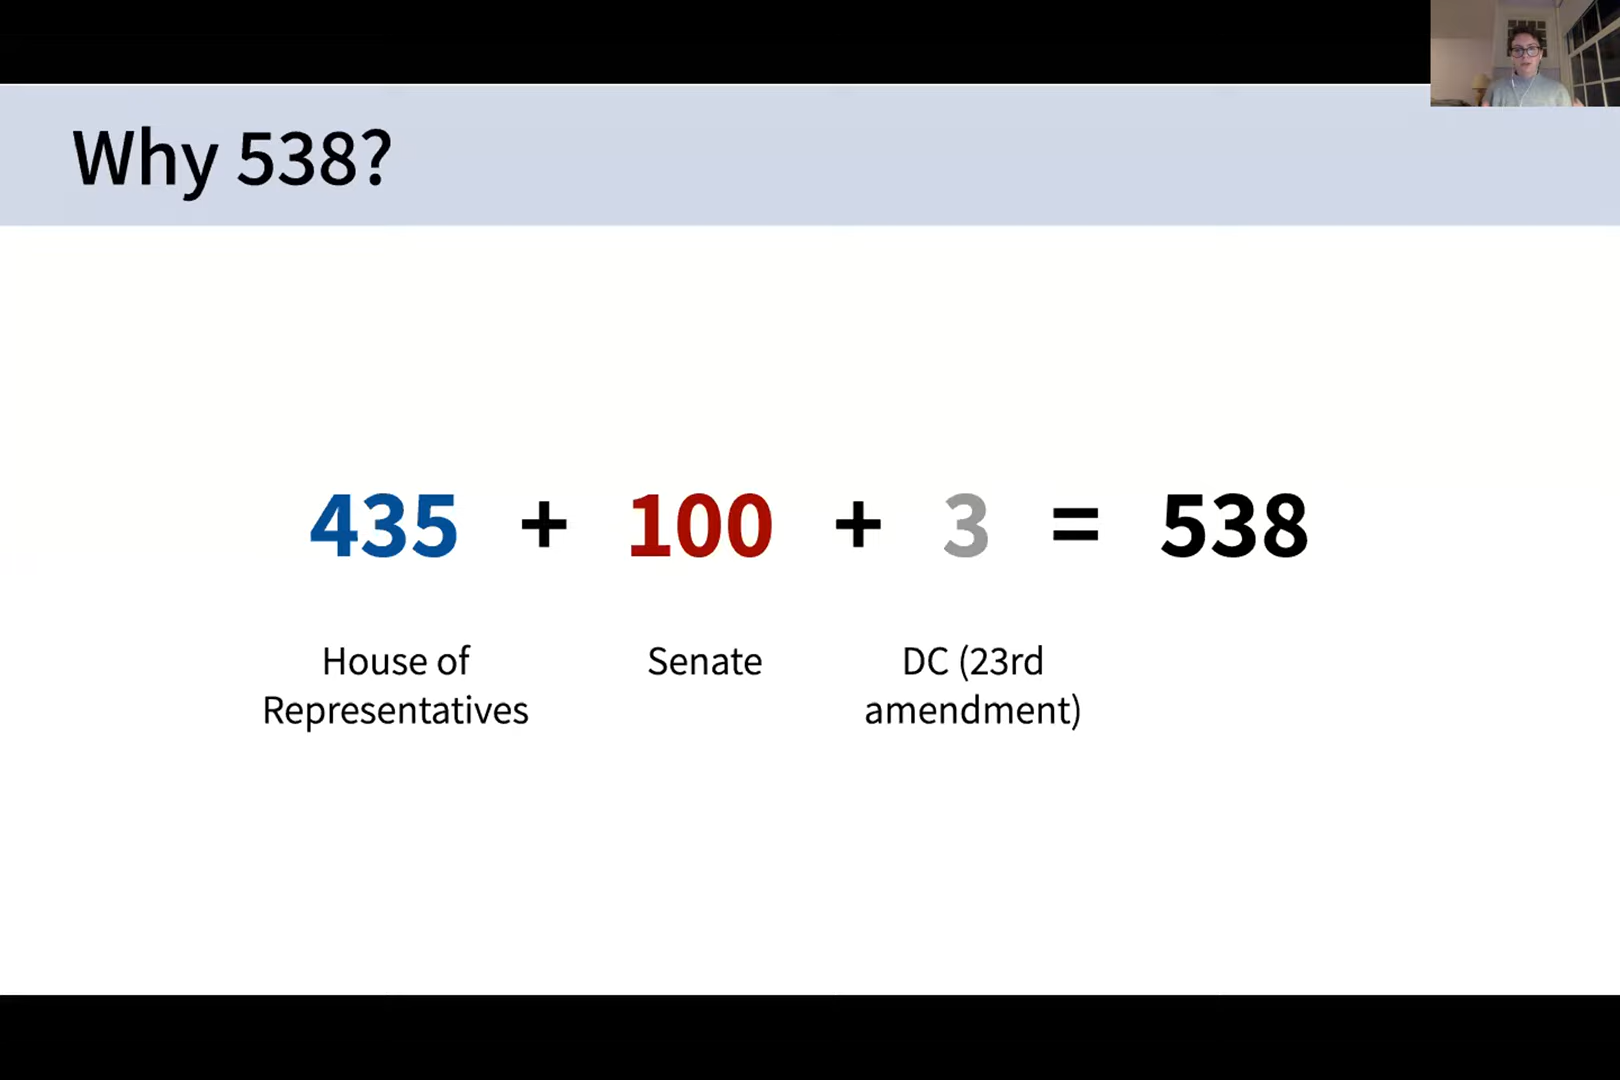 Why 538?
435 + 100 + 3 = 538
House of Representatives
Senate
DC (23rd amendment)